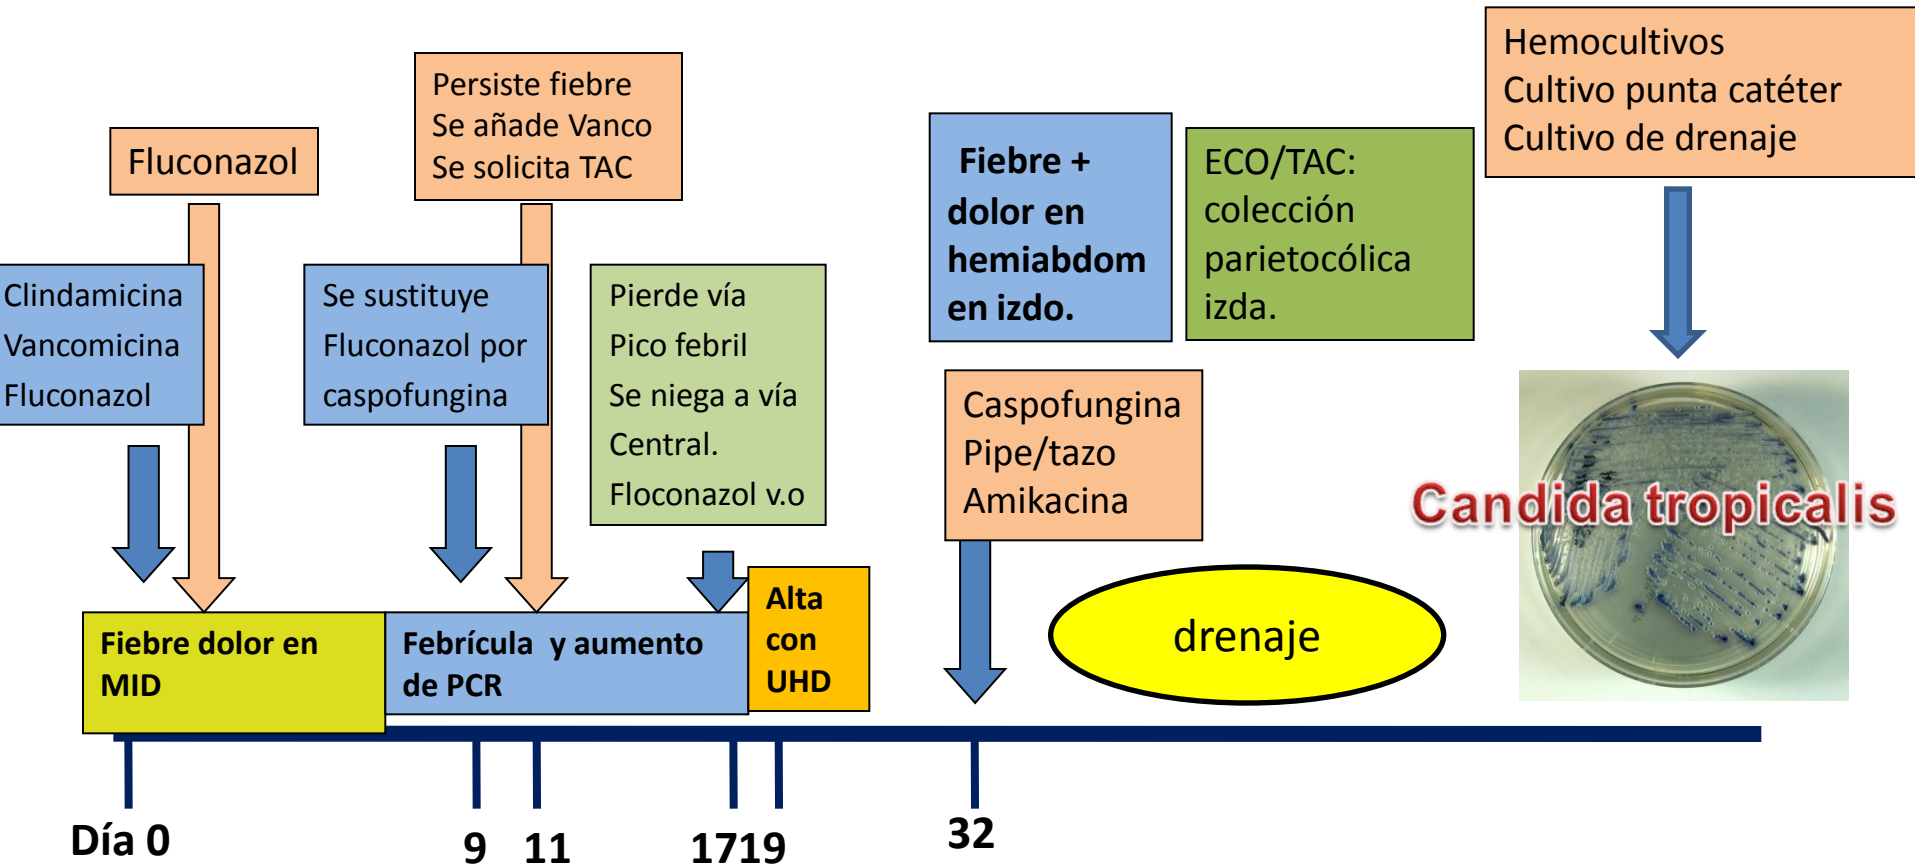 Fluconazol
Persiste fiebre
Se añade Vanco
Se solicita TAC
Hemocultivos
Cultivo punta catéter
Cultivo de drenaje
Clindamicina
Vancomicina
Fluconazol
Se sustituye
Fluconazol por
caspofungina
Pierde vía
Pico febril
Se niega a vía
Central.
Floconazol v.o
Fiebre +
dolor en
hemiabdom
en izdo.
ECO/TAC:
colección
parietocólica
izda.
Caspofungina
Pipe/tazo
Amikacina
Candida tropicalis
Fiebre dolor en
MID
Febrícula y aumento
de PCR
Alta
con
UHD
drenaje
Día 0
9
11
17
19
32